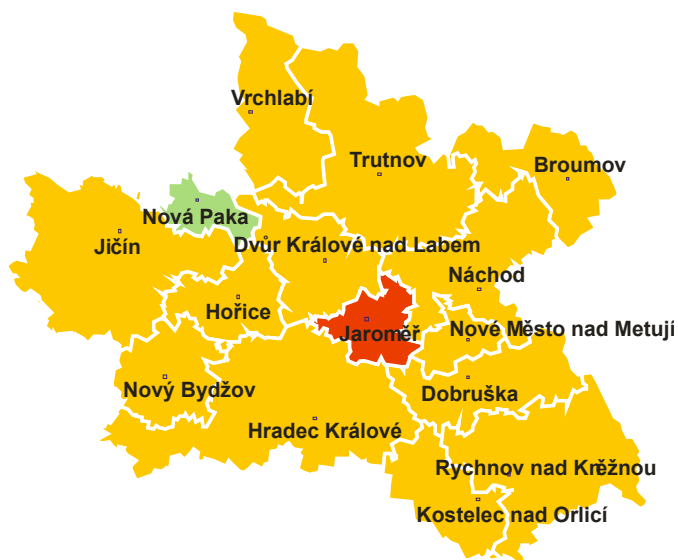 Vrchlabí
Trutnov
Broumov
Nová Paka
Jičín
Dvůr Králové nad Labem
Náchod
Hořice
Jaroměř
Nové Město nad Metují
Nový Bydžov
Dobruška
Hradec Králové
Rychnov nad Kněžnou
Kostelec nad Orlicí